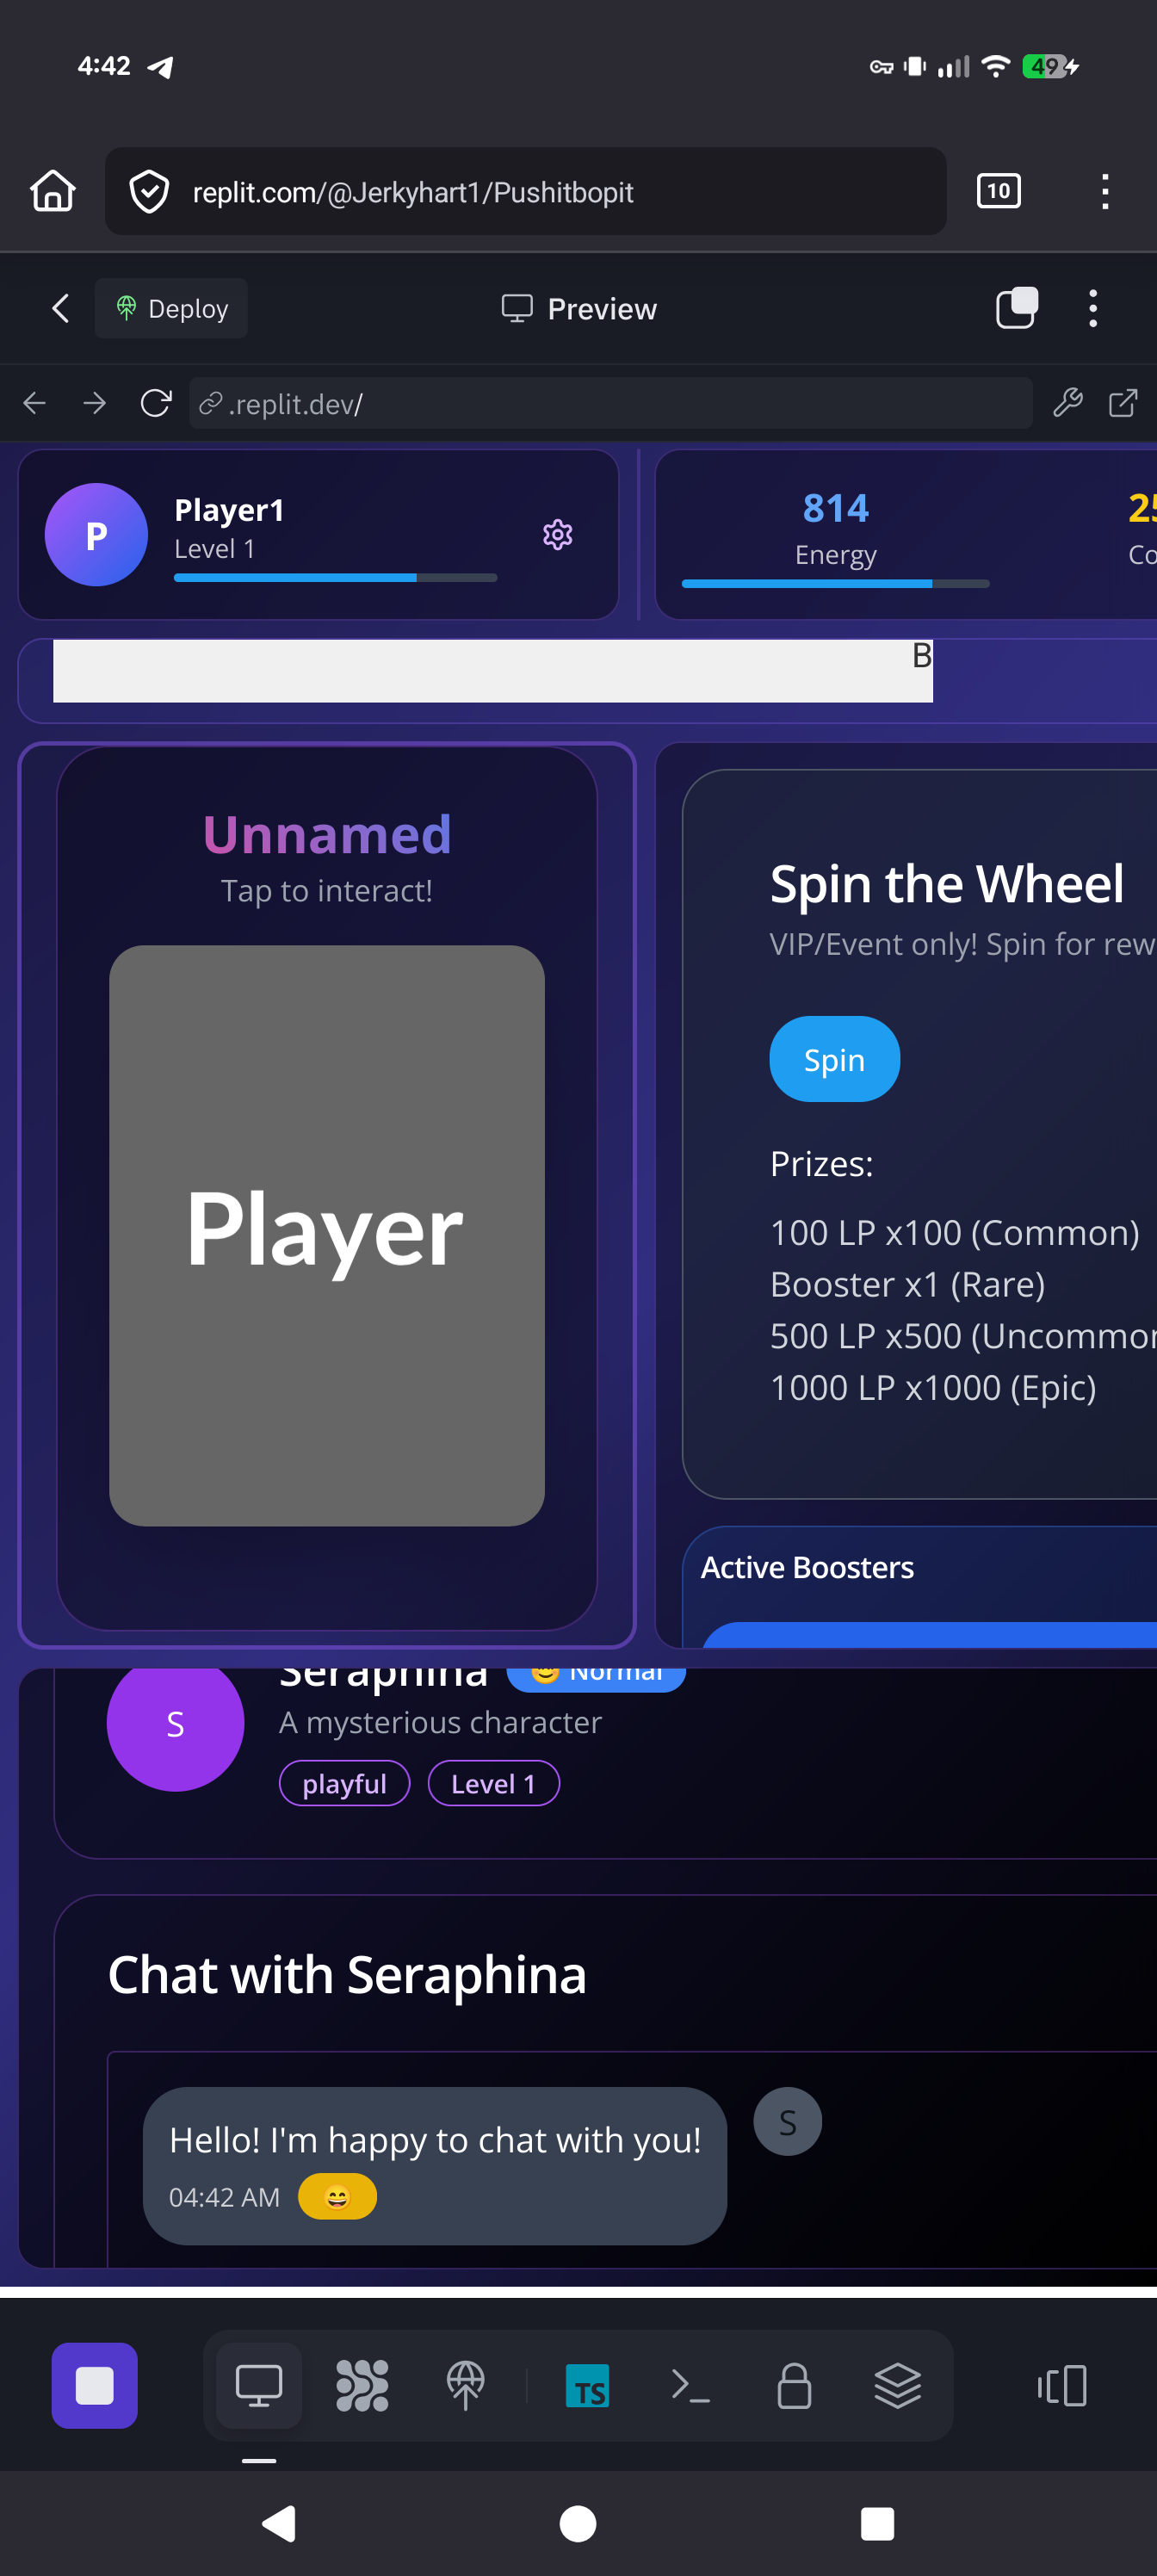 4:42
49
replit.com/@Jerkyhart1/Pushitbopit
10
Deploy
Preview
.replit.dev/
P
Player1
Level 1
814
Energy
25
Co
B
Unnamed
Tap to interact!
Player
Spin the Wheel
VIP/Event only! Spin for rew
Spin
Prizes:
100 LP x100 (Common)
Booster x1 (Rare)
500 LP x500 (Uncommon
1000 LP x1000 (Epic)
Active Boosters
S
Seraphina
😊 Normal
A mysterious character
playful
Level 1
Chat with Seraphina
Hello! I'm happy to chat with you!
04:42 AM 😄
S
TS